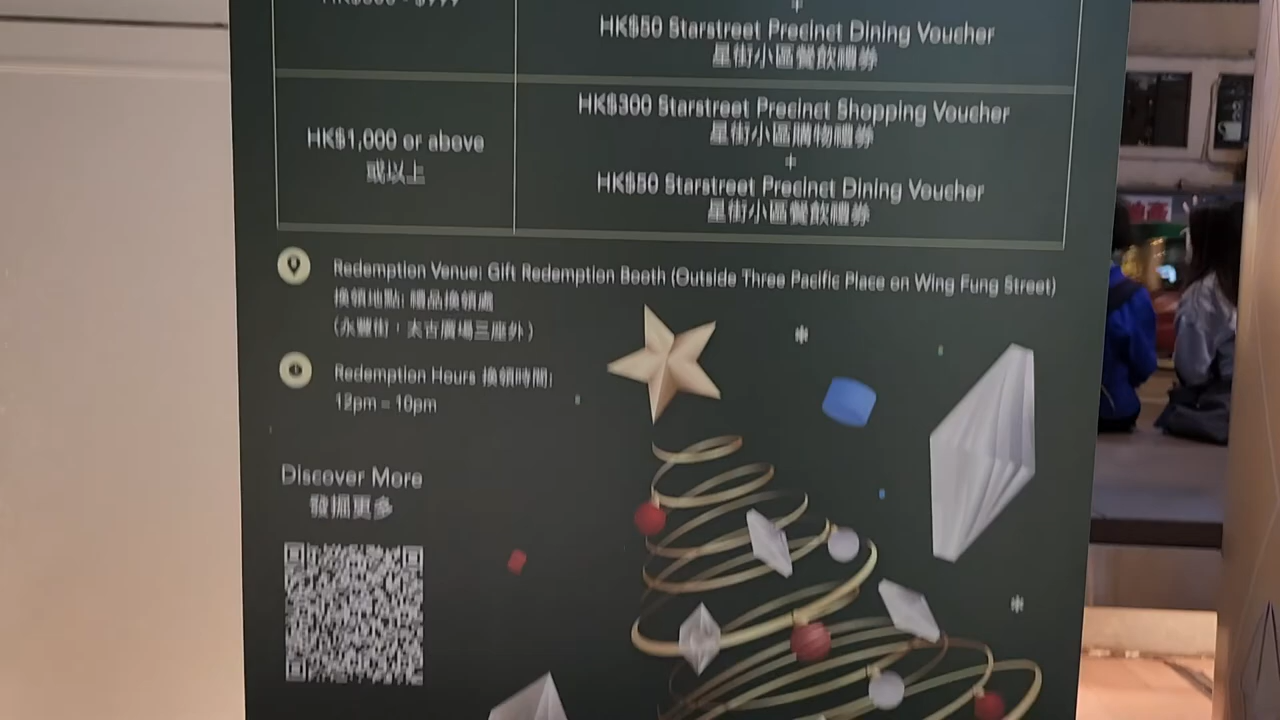 HK$50 Starstreet Precinct Dining Voucher
星街小區餐飲禮券
HK$1,000 or above
或以上
HK$300 Starstreet Precinct Shopping Voucher
星街小區購物禮券
+
HK$50 Starstreet Precinct Dining Voucher
星街小區餐飲禮券
Redemption Venue: Gift Redemption Booth (Outside Three Pacific Place on Wing Fung Street)
換領地點: 禮品換領處
(永豐街，太古廣場三座外)
Redemption Hours 換領時間:
12pm - 10pm
Discover More
發掘更多